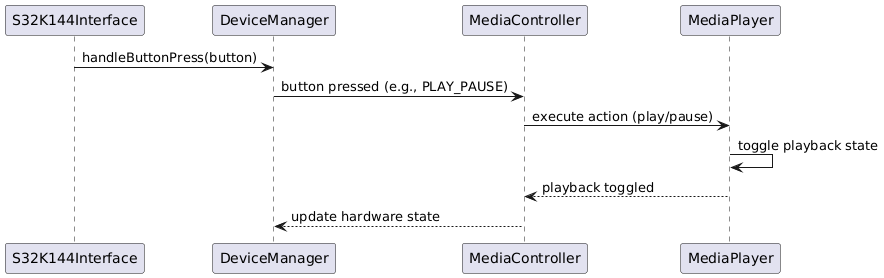 S32K144Interface DeviceManager MediaController MediaPlayer
handleButtonPress(button)
button pressed (e.g., PLAY_PAUSE)
execute action (play/pause)
toggle playback state
playback toggled
update hardware state
S32K144Interface DeviceManager MediaController MediaPlayer